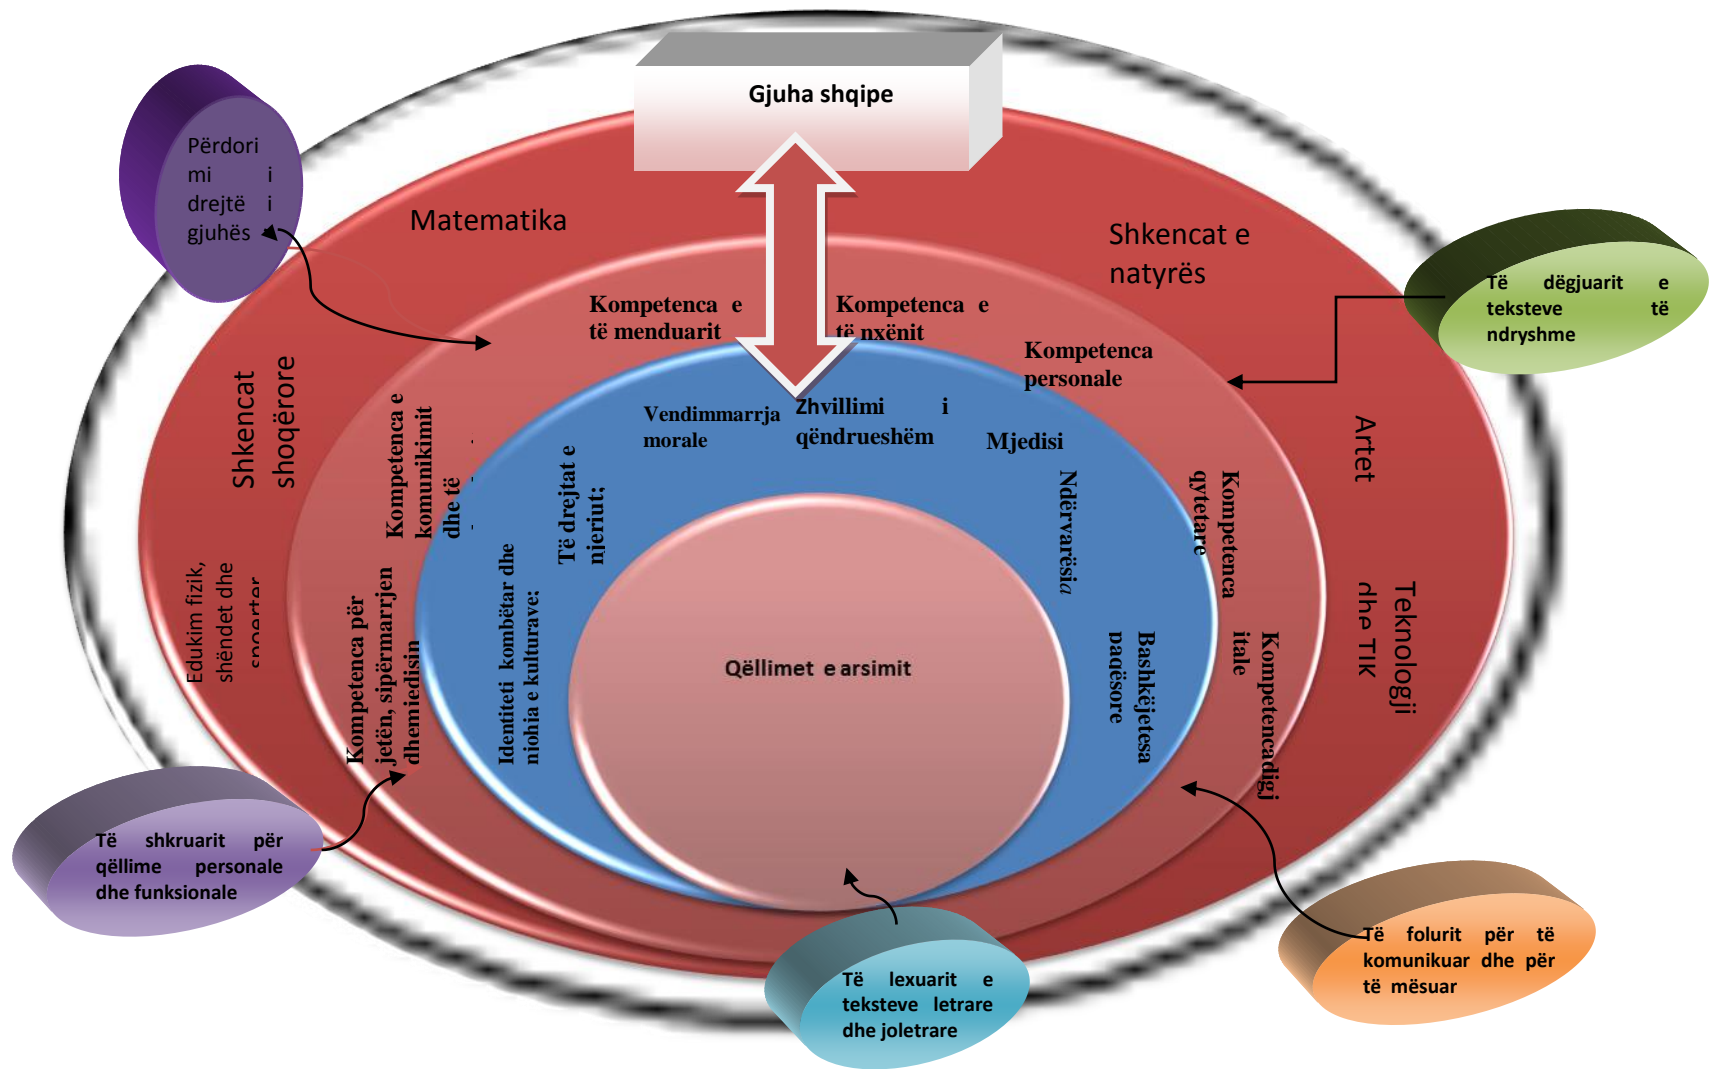 Gjuha shqipe
Përdori
mi i
drejtë i
gjuhës
Matematika
Shkencat e
natyrës
Të dëgjuarit e
teksteve të
ndryshme
Kompetenca e
të menduarit
Kompetenca e
të nxënit
Kompetenca
personale
Shkencat
shoqërore
Kompetenca e
komunikimit
dhe të
Vendimmarrja
morale
Zhvillimi i
qëndrueshëm
Mjedisi
Të drejtat e
njeriut;
Ndërvarësia
Kompetenca
qytetare
Artet
Edukim fizik,
shëndet dhe
Kompetenca për
jetën, sipërmarrjen
dhemjedisin
Identiteti kombëtar dhe
njohja e kulturave;
Qëllimet e arsimit
Bashkëjetesa
paqësore
Kompetencadigj
itale
Teknologji
dhe TIK
Të shkruarit për
qëllime personale
dhe funksionale
Të lexuarit e
teksteve letrare
dhe joletrare
Të folurit për të
komunikuar dhe për
të mësuar